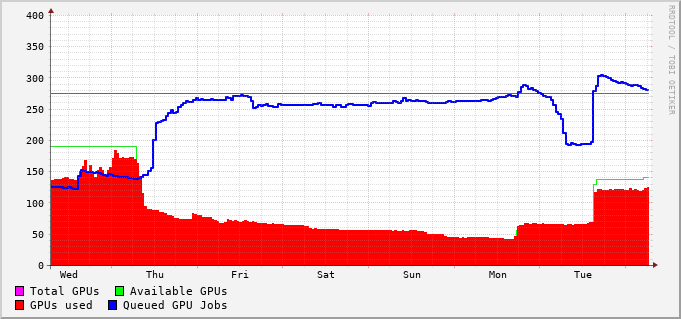 400
350
300
250
200
150
100
50
0
Wed Thu Fri Sat Sun Mon Tue
Total GPUs Available GPUs
GPUs used Queued GPU Jobs
RRDTOOL / TOBI OETIKER